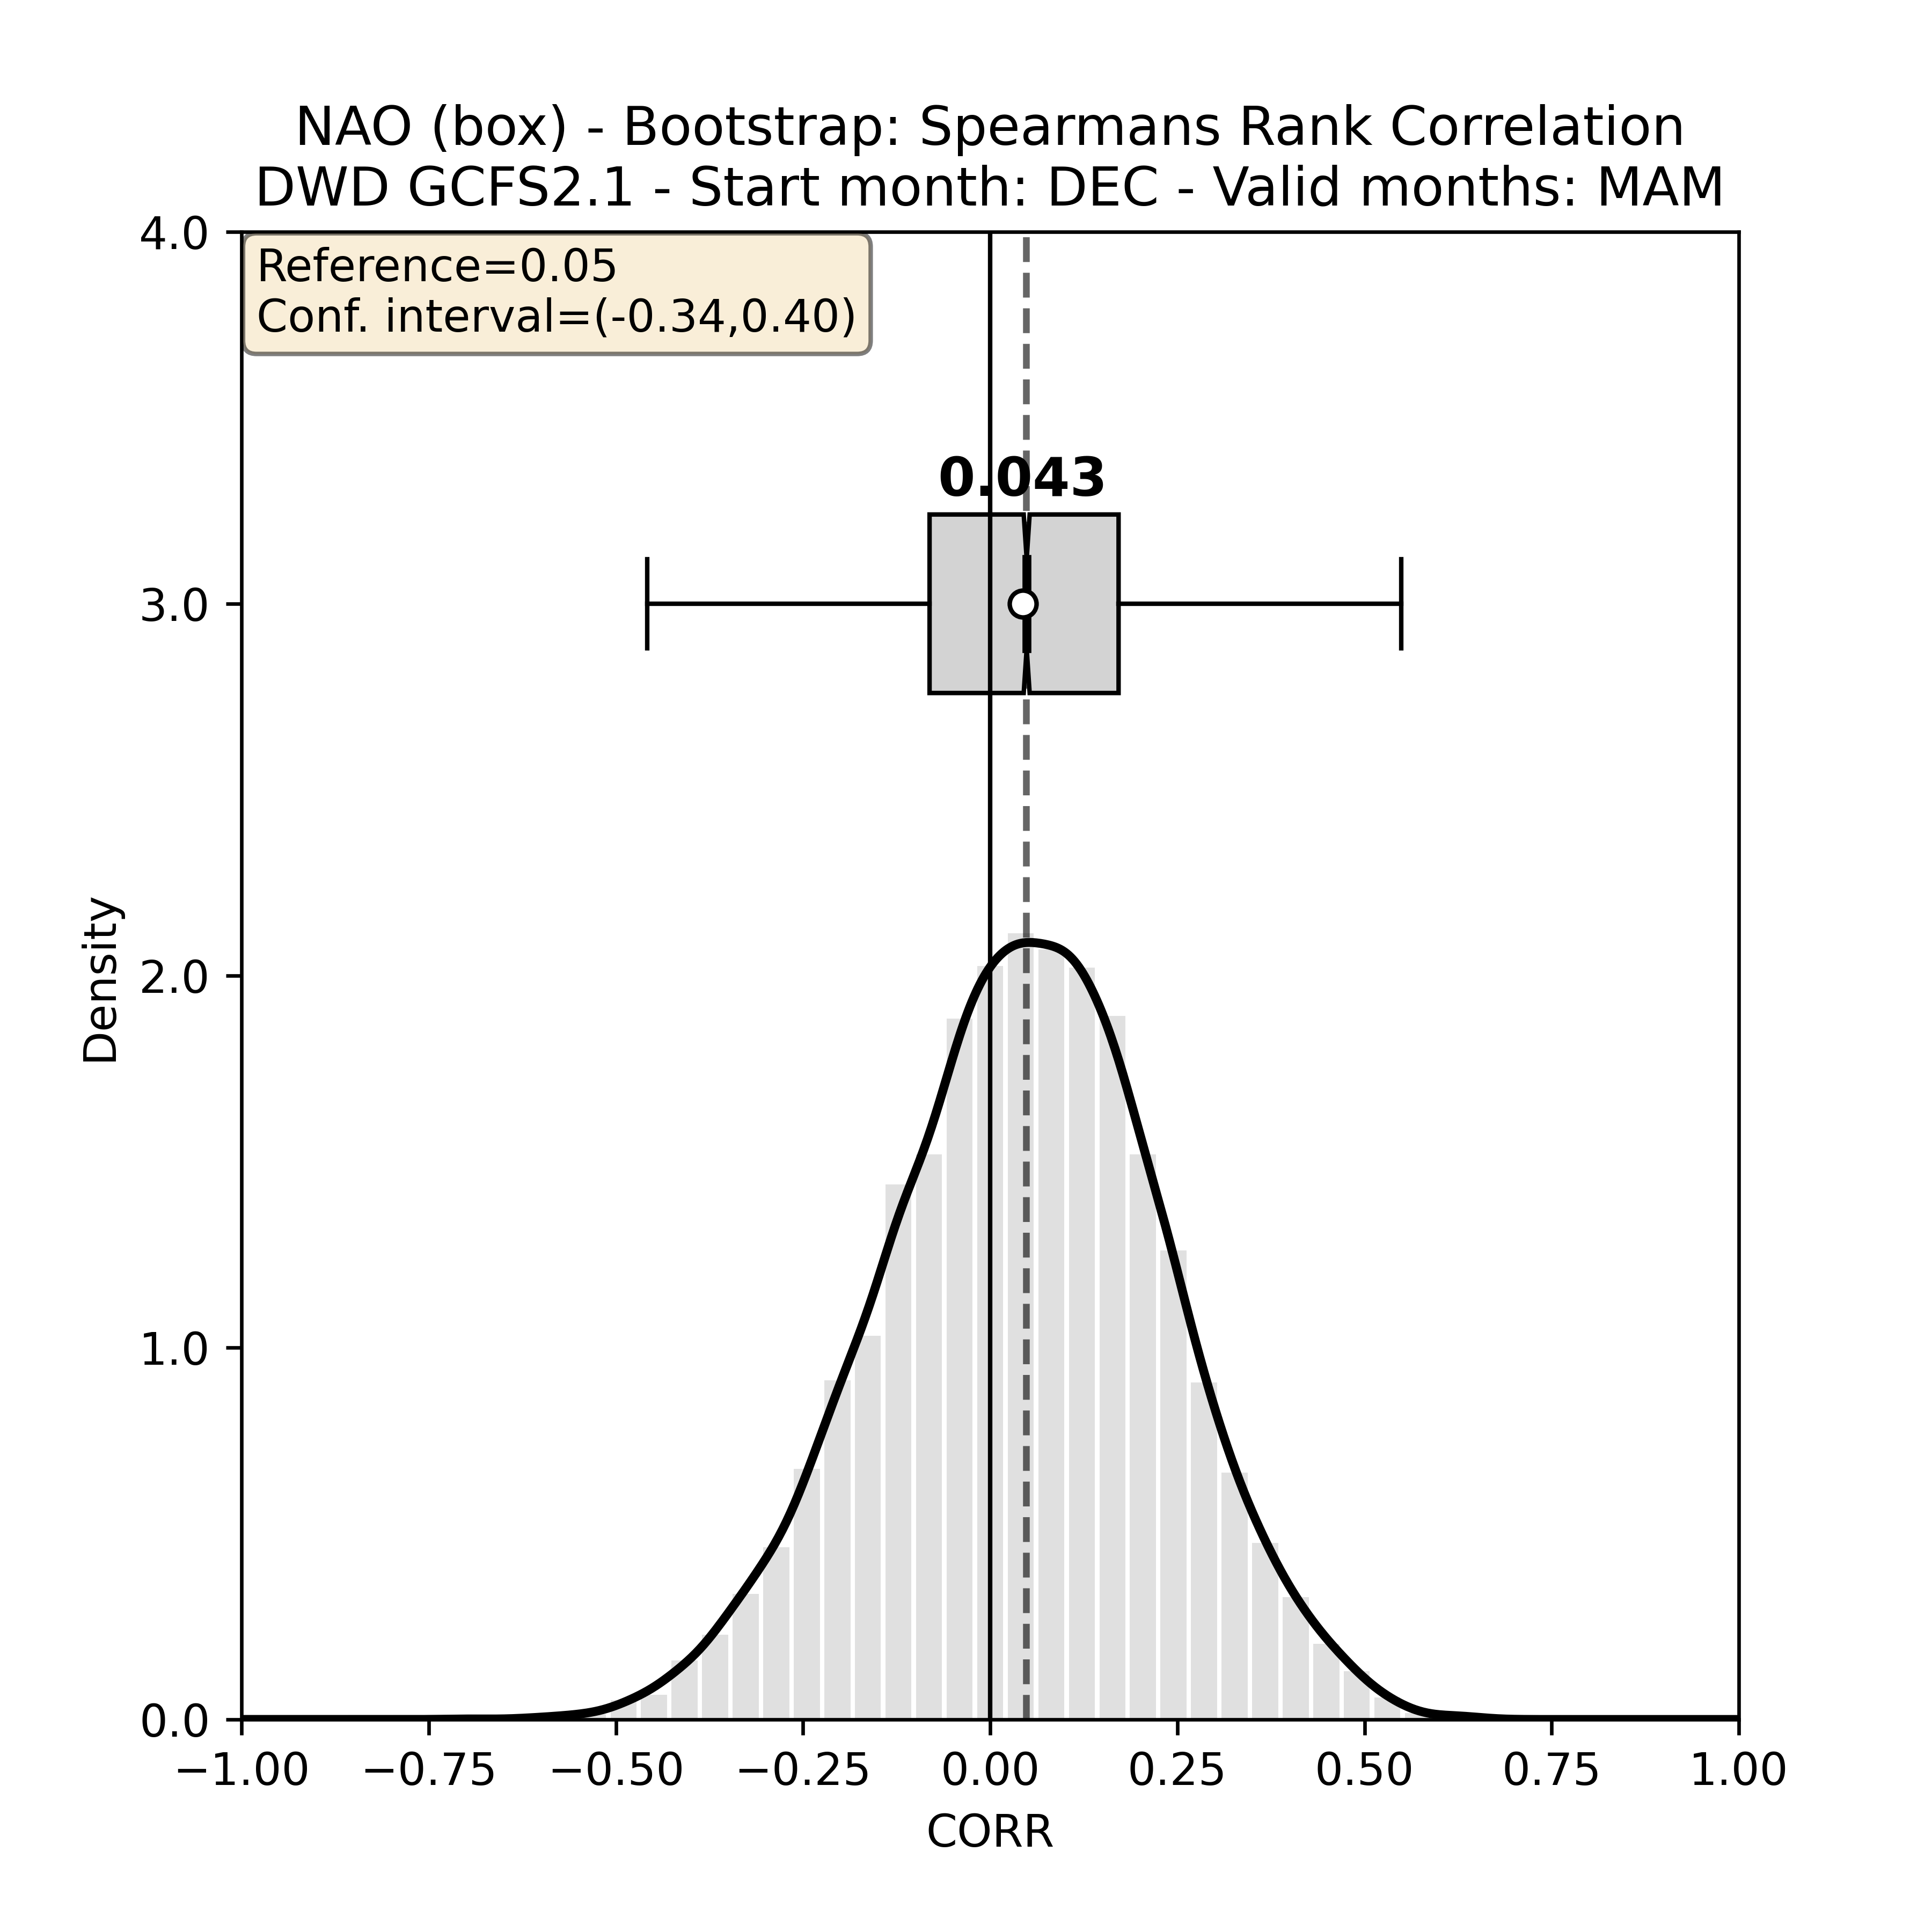 NAO (box) - Bootstrap: Spearmans Rank Correlation
DWD GCFS2.1 - Start month: DEC - Valid months: MAM
Reference=0.05
Conf. interval=(-0.34,0.40)
0.043
4.0
3.0
2.0
1.0
0.0
Density
−1.00 −0.75 −0.50 −0.25 0.00 0.25 0.50 0.75 1.00
CORR